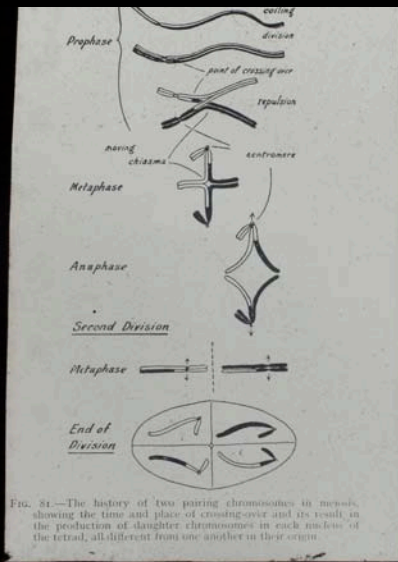 coiling
Prophase
division
point of crossing-over
repulsion
moving
chiasma
centromere
Metaphase
Anaphase
Second Division
Metaphase
End of
Division
FIG. 81.—The history of two pairing chromosomes in meiosis,
showing the time and place of crossing-over and its result in
the production of daughter chromosomes in each nucleus of
the tetrad, all different from one another in their origin.